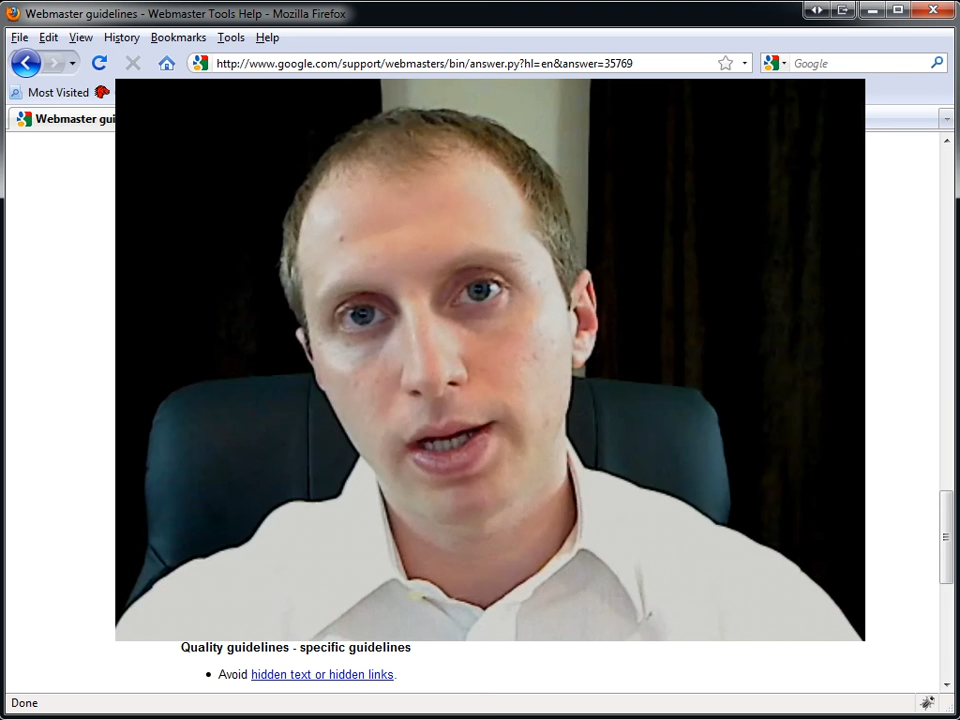 Webmaster guidelines - Webmaster Tools Help - Mozilla Firefox
File Edit View History Bookmarks Tools Help
http://www.google.com/support/webmasters/bin/answer.py?hl=en&answer=35769
Google
Most Visited
Webmaster gui
Quality guidelines - specific guidelines
• Avoid hidden text or hidden links.
Done